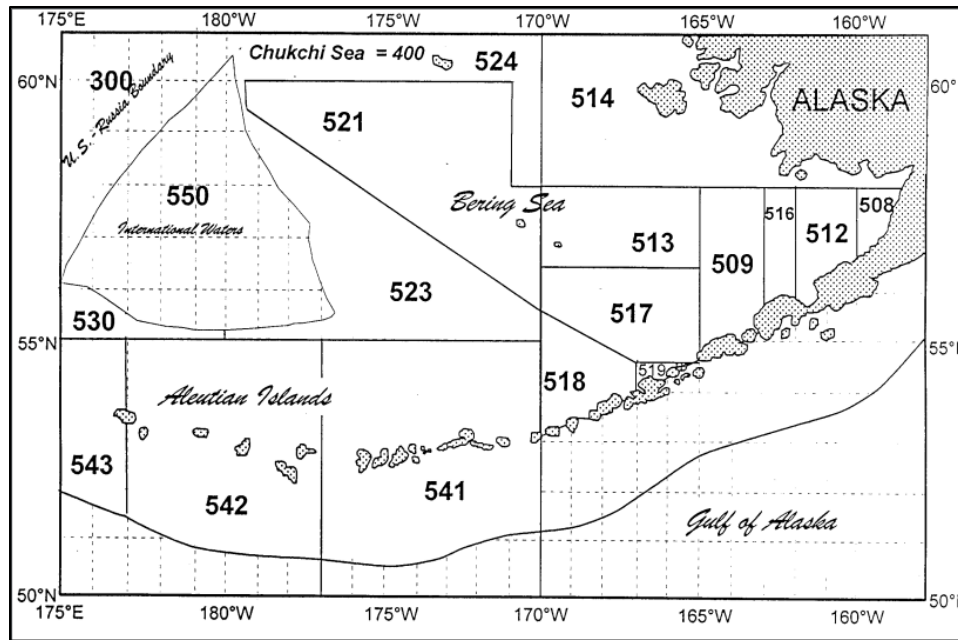 175°E 180°W 175°W 170°W 165°W 160°W
Chukchi Sea = 400
524
60°N
300
U.S.- Russia Boundary
514
ALASKA
60°N
521
550
International Waters
Bering Sea
508
516
512
513
509
523
517
530
55°N
519
518
55°N
Aleutian Islands
543
542
541
Gulf of Alaska
50°N
50°N
175°E 180°W 175°W 170°W 165°W 160°W